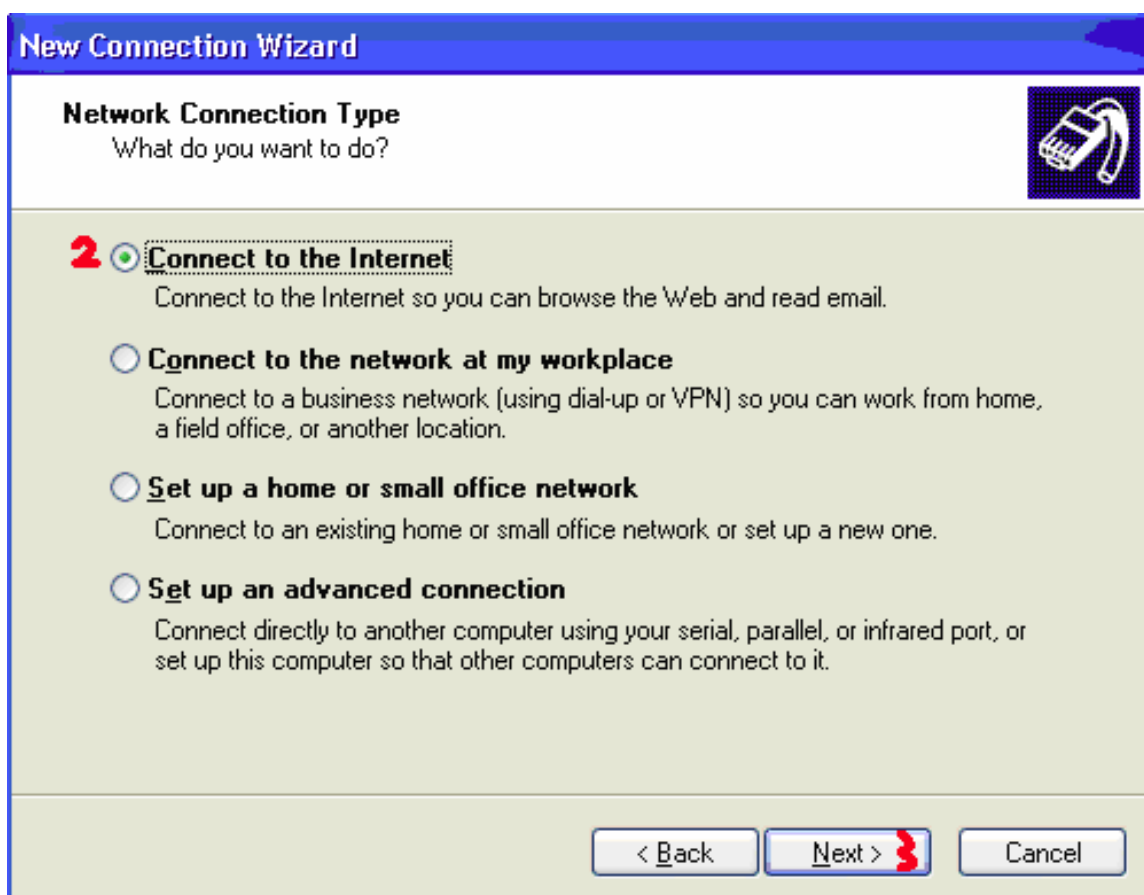 New Connection Wizard
Network Connection Type
What do you want to do?
2 Connect to the Internet
Connect to the Internet so you can browse the Web and read email.
Connect to the network at my workplace
Connect to a business network (using dial-up or VPN) so you can work from home,
a field office, or another location.
Set up a home or small office network
Connect to an existing home or small office network or set up a new one.
Set up an advanced connection
Connect directly to another computer using your serial, parallel, or infrared port, or
set up this computer so that other computers can connect to it.
< Back Next > 3 Cancel